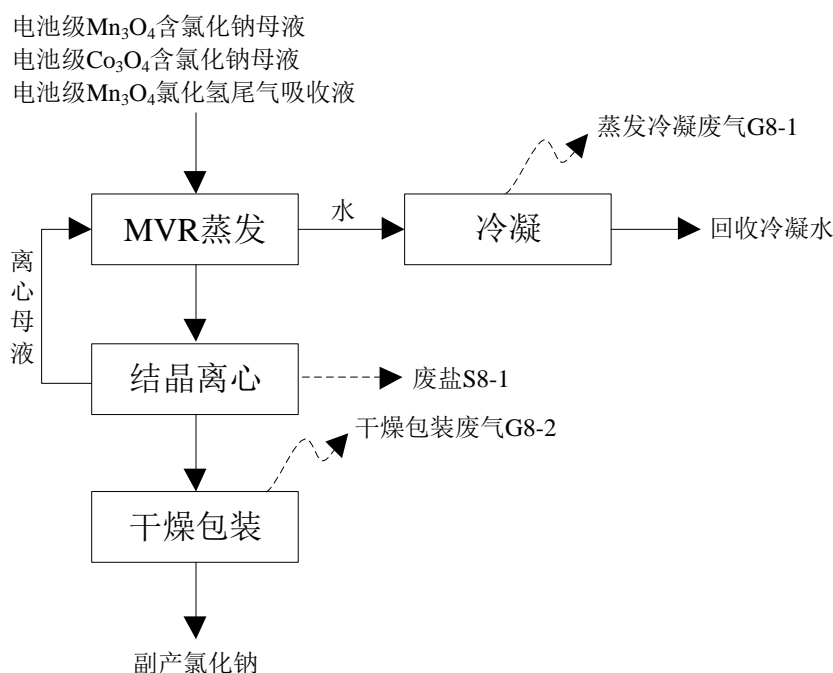 电池级Mn₃O₄含氯化钠母液
电池级Co₃O₄含氯化钠母液
电池级Mn₃O₄氯化氢尾气吸收液
蒸发冷凝废气G8-1
MVR蒸发
水
冷凝
回收冷凝水
离心母液
结晶离心
废盐S8-1
干燥包装废气G8-2
干燥包装
副产氯化钠